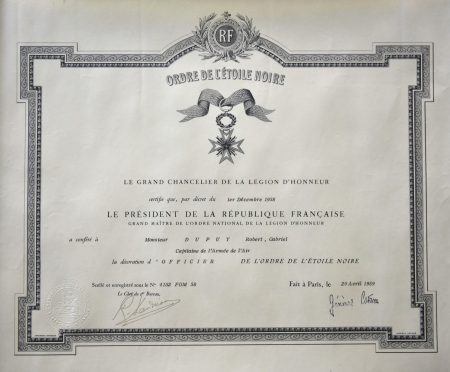 RF
ORDRE DE L'ÉTOILE NOIRE
LE GRAND CHANCELIER DE LA LÉGION D'HONNEUR
certifie que, par décret du 1er Décembre 1958
LE PRÉSIDENT DE LA RÉPUBLIQUE FRANÇAISE
GRAND MAÎTRE DE L'ORDRE NATIONAL DE LA LÉGION D'HONNEUR
a conféré à Monsieur DUPUY Robert, Gabriel
Capitaine de l'Armée de l'Air
la décoration d'OFFICIER DE L'ORDRE DE L'ÉTOILE NOIRE
Scellé et enregistré sous le N° 4182 FOM 58 Fait à Paris, le 20 Avril 1959
Le Chef du 1er Bureau,